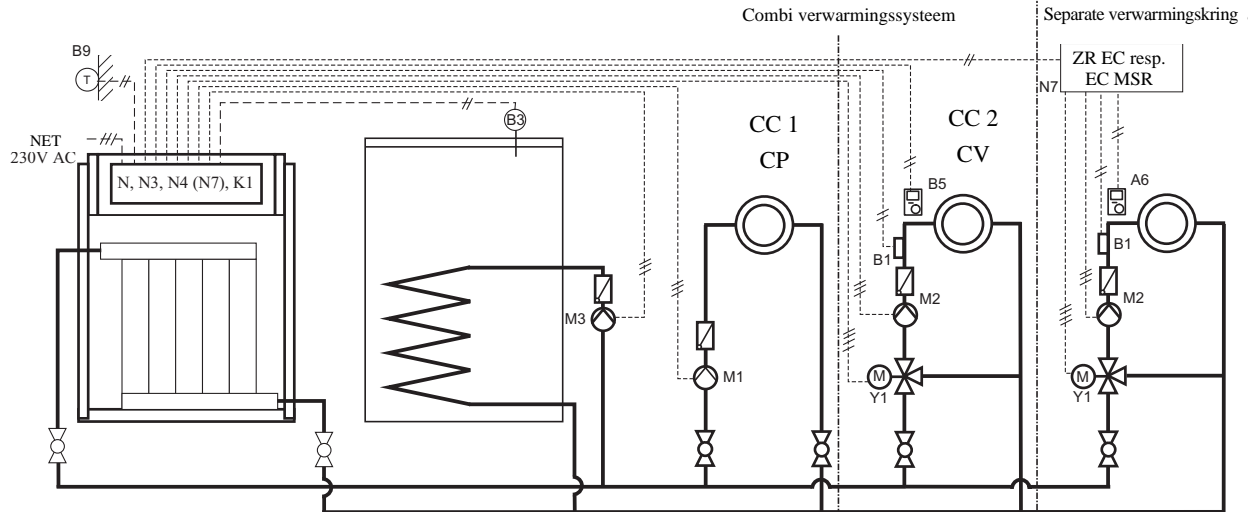 Combi verwarmingssysteem
Separate verwarmingskring
B9
T
ZR EC resp.
EC MSR
N7
NET
230V AC
N, N3, N4 (N7), K1
B3
CC 1
CP
CC 2
CV
B5
A6
B1
B1
M3
M2
M2
M1
M
Y1
M
Y1